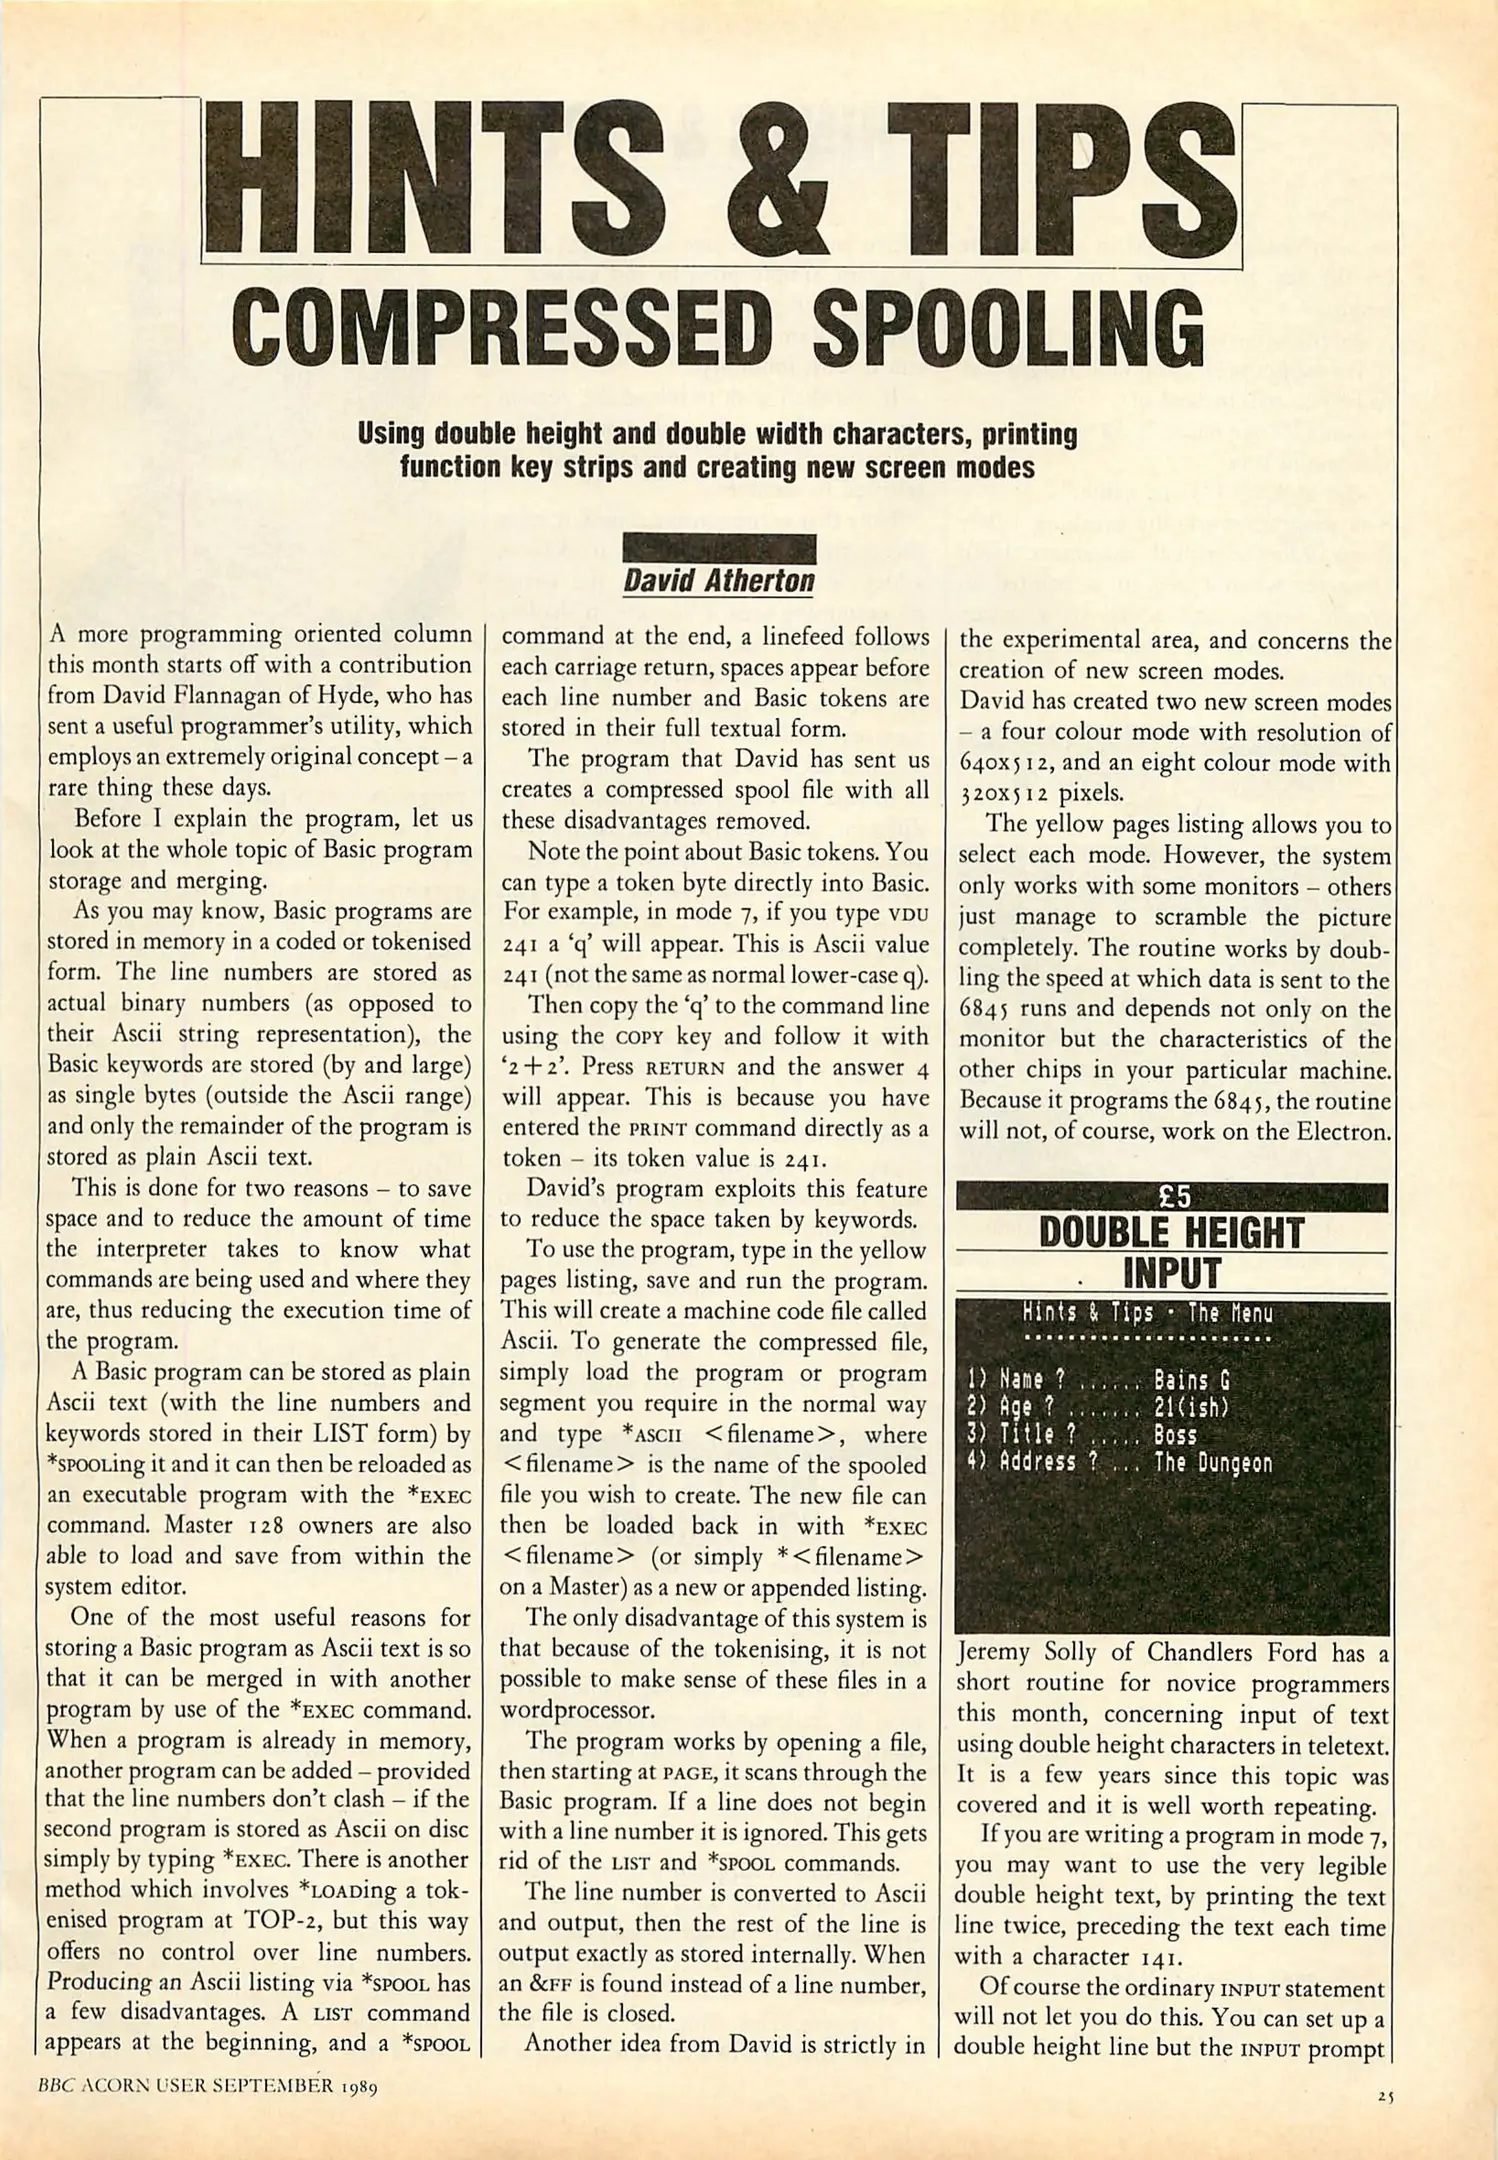 HINTS & TIPS
COMPRESSED SPOOLING
Using double height and double width characters, printing
function key strips and creating new screen modes
David Atherton
A more programming oriented column
this month starts off with a contribution
from David Flannagan of Hyde, who has
sent a useful programmer's utility, which
employs an extremely original concept – a
rare thing these days.
Before I explain the program, let us
look at the whole topic of Basic program
storage and merging.
As you may know, Basic programs are
stored in memory in a coded or tokenised
form. The line numbers are stored as
actual binary numbers (as opposed to
their Ascii string representation), the
Basic keywords are stored (by and large)
as single bytes (outside the Ascii range)
and only the remainder of the program is
stored as plain Ascii text.
This is done for two reasons – to save
space and to reduce the amount of time
the interpreter takes to know what
commands are being used and where they
are, thus reducing the execution time of
the program.
A Basic program can be stored as plain
Ascii text (with the line numbers and
keywords stored in their LIST form) by
*SPOOLing it and it can then be reloaded as
an executable program with the *EXEC
command. Master 128 owners are also
able to load and save from within the
system editor.
One of the most useful reasons for
storing a Basic program as Ascii text is so
that it can be merged in with another
program by use of the *EXEC command.
When a program is already in memory,
another program can be added – provided
that the line numbers don't clash – if the
second program is stored as Ascii on disc
simply by typing *EXEC. There is another
method which involves *LOADing a tok-
enised program at TOP-2, but this way
offers no control over line numbers.
Producing an Ascii listing via *SPOOL has
a few disadvantages. A LIST command
appears at the beginning, and a *SPOOL
command at the end, a linefeed follows
each carriage return, spaces appear before
each line number and Basic tokens are
stored in their full textual form.
The program that David has sent us
creates a compressed spool file with all
these disadvantages removed.
Note the point about Basic tokens. You
can type a token byte directly into Basic.
For example, in mode 7, if you type VDU
241 a 'q' will appear. This is Ascii value
241 (not the same as normal lower-case q).
Then copy the 'q' to the command line
using the COPY key and follow it with
'2+2'. Press RETURN and the answer 4
will appear. This is because you have
entered the PRINT command directly as a
token – its token value is 241.
David's program exploits this feature
to reduce the space taken by keywords.
To use the program, type in the yellow
pages listing, save and run the program.
This will create a machine code file called
Ascii. To generate the compressed file,
simply load the program or program
segment you require in the normal way
and type *ASCII <filename>, where
<filename> is the name of the spooled
file you wish to create. The new file can
then be loaded back in with *EXEC
<filename> (or simply *<filename>
on a Master) as a new or appended listing.
The only disadvantage of this system is
that because of the tokenising, it is not
possible to make sense of these files in a
wordprocessor.
The program works by opening a file,
then starting at PAGE, it scans through the
Basic program. If a line does not begin
with a line number it is ignored. This gets
rid of the LIST and *SPOOL commands.
The line number is converted to Ascii
and output, then the rest of the line is
output exactly as stored internally. When
an &FF is found instead of a line number,
the file is closed.
Another idea from David is strictly in
the experimental area, and concerns the
creation of new screen modes.
David has created two new screen modes
– a four colour mode with resolution of
640x512, and an eight colour mode with
320x512 pixels.
The yellow pages listing allows you to
select each mode. However, the system
only works with some monitors – others
just manage to scramble the picture
completely. The routine works by doub-
ling the speed at which data is sent to the
6845 runs and depends not only on the
monitor but the characteristics of the
other chips in your particular machine.
Because it programs the 6845, the routine
will not, of course, work on the Electron.
£5
DOUBLE HEIGHT
INPUT
Hints & Tips - The Menu
1) Name ? ...... Bains G
2) Age ? ....... 21(ish)
3) Title ? ..... Boss
4) Address ? ... The Dungeon
Jeremy Solly of Chandlers Ford has a
short routine for novice programmers
this month, concerning input of text
using double height characters in teletext.
It is a few years since this topic was
covered and it is well worth repeating.
If you are writing a program in mode 7,
you may want to use the very legible
double height text, by printing the text
line twice, preceding the text each time
with a character 141.
Of course the ordinary INPUT statement
will not let you do this. You can set up a
double height line but the INPUT prompt
BBC ACORN USER SEPTEMBER 1989
25